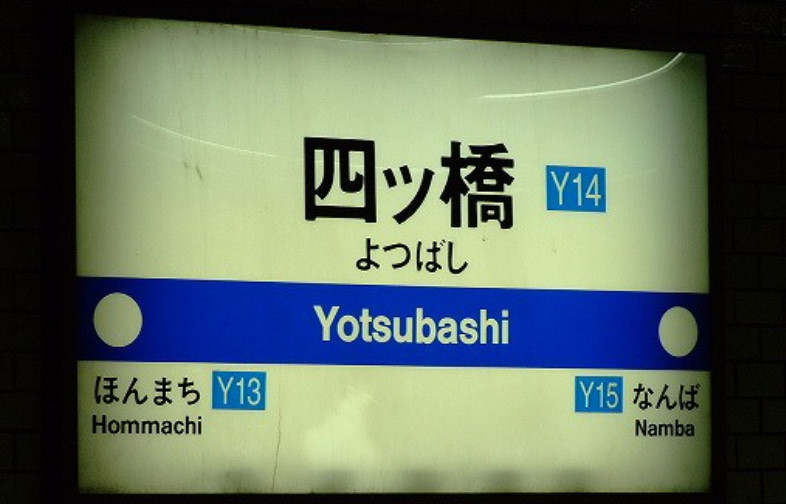 四ッ橋 Y14
よつばし
Yotsubashi
ほんまち Y13
Hommachi
Y15 なんば
Namba